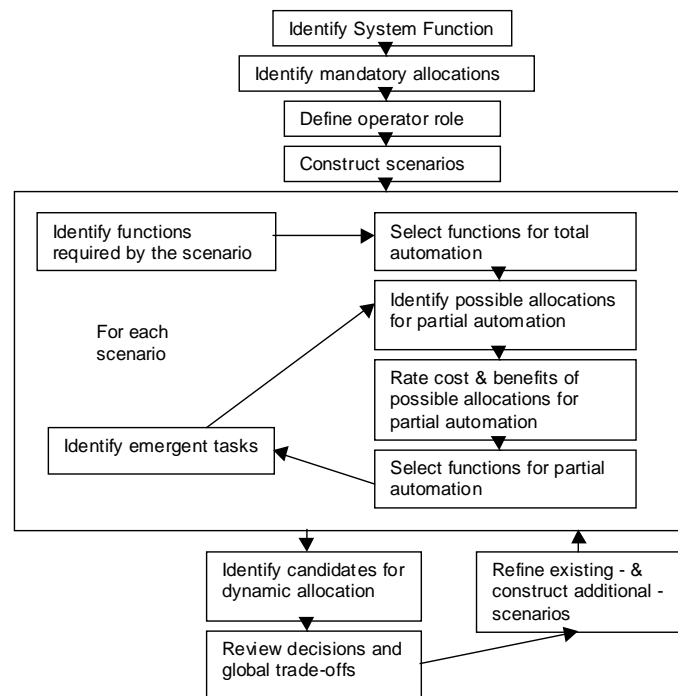 Identify System Function
Identify mandatory allocations
Define operator role
Construct scenarios
Identify functions
required by the scenario
Select functions for total
automation
Identify possible allocations
for partial automation
For each
scenario
Rate cost & benefits of
possible allocations for
partial automation
Identify emergent tasks
Select functions for partial
automation
Identify candidates for
dynamic allocation
Refine existing - &
construct additional -
scenarios
Review decisions and
global trade-offs